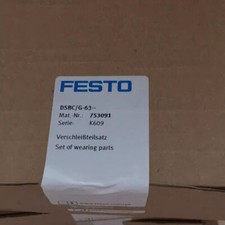 FESTO
DSBC/G-63-
Mat.-Nr.: 753091
Serie: K609
Verschleißteilsatz
Set of wearing parts